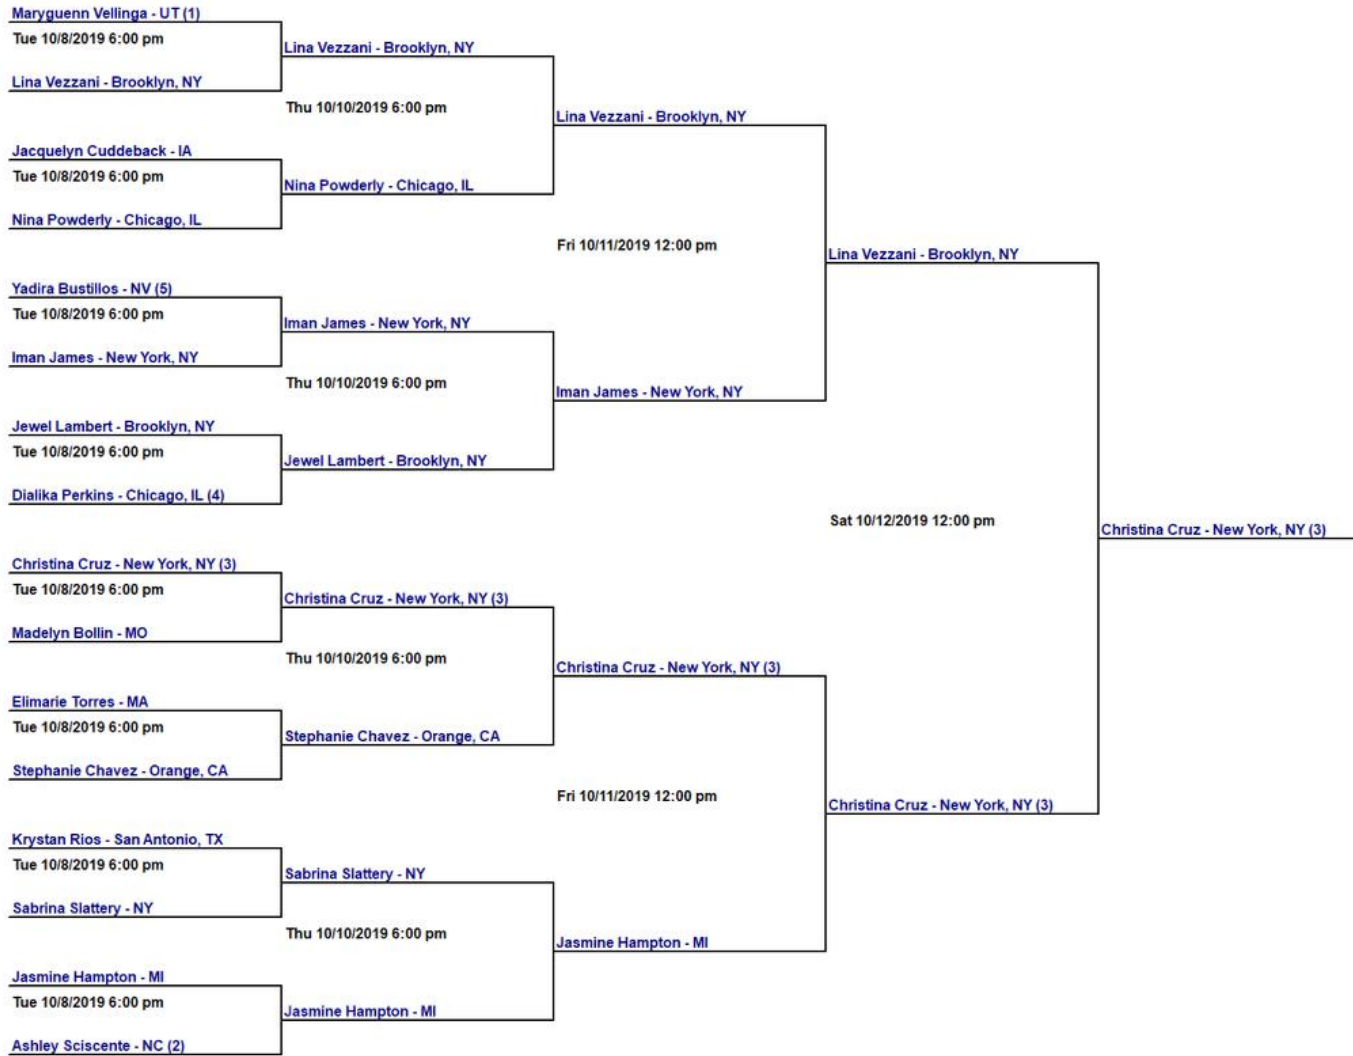 Maryguenn Vellinga - UT (1)
Tue 10/8/2019 6:00 pm
Lina Vezzani - Brooklyn, NY
Lina Vezzani - Brooklyn, NY
Thu 10/10/2019 6:00 pm
Lina Vezzani - Brooklyn, NY
Jacquelyn Cuddeback - IA
Tue 10/8/2019 6:00 pm
Nina Powderly - Chicago, IL
Nina Powderly - Chicago, IL
Fri 10/11/2019 12:00 pm
Lina Vezzani - Brooklyn, NY
Yadira Bustillos - NV (5)
Tue 10/8/2019 6:00 pm
Iman James - New York, NY
Iman James - New York, NY
Thu 10/10/2019 6:00 pm
Iman James - New York, NY
Jewel Lambert - Brooklyn, NY
Tue 10/8/2019 6:00 pm
Jewel Lambert - Brooklyn, NY
Dialika Perkins - Chicago, IL (4)
Sat 10/12/2019 12:00 pm
Christina Cruz - New York, NY (3)
Christina Cruz - New York, NY (3)
Tue 10/8/2019 6:00 pm
Christina Cruz - New York, NY (3)
Madelyn Bollin - MO
Thu 10/10/2019 6:00 pm
Christina Cruz - New York, NY (3)
Elimarie Torres - MA
Tue 10/8/2019 6:00 pm
Stephanie Chavez - Orange, CA
Stephanie Chavez - Orange, CA
Fri 10/11/2019 12:00 pm
Christina Cruz - New York, NY (3)
Krystan Rios - San Antonio, TX
Tue 10/8/2019 6:00 pm
Sabrina Slattery - NY
Sabrina Slattery - NY
Thu 10/10/2019 6:00 pm
Jasmine Hampton - MI
Jasmine Hampton - MI
Tue 10/8/2019 6:00 pm
Jasmine Hampton - MI
Ashley Sciscente - NC (2)